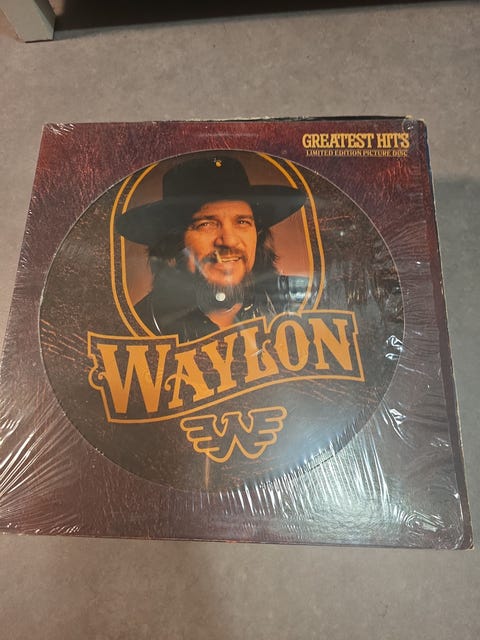 GREATEST HITS
LIMITED EDITION PICTURE DISC
WAYLON
W